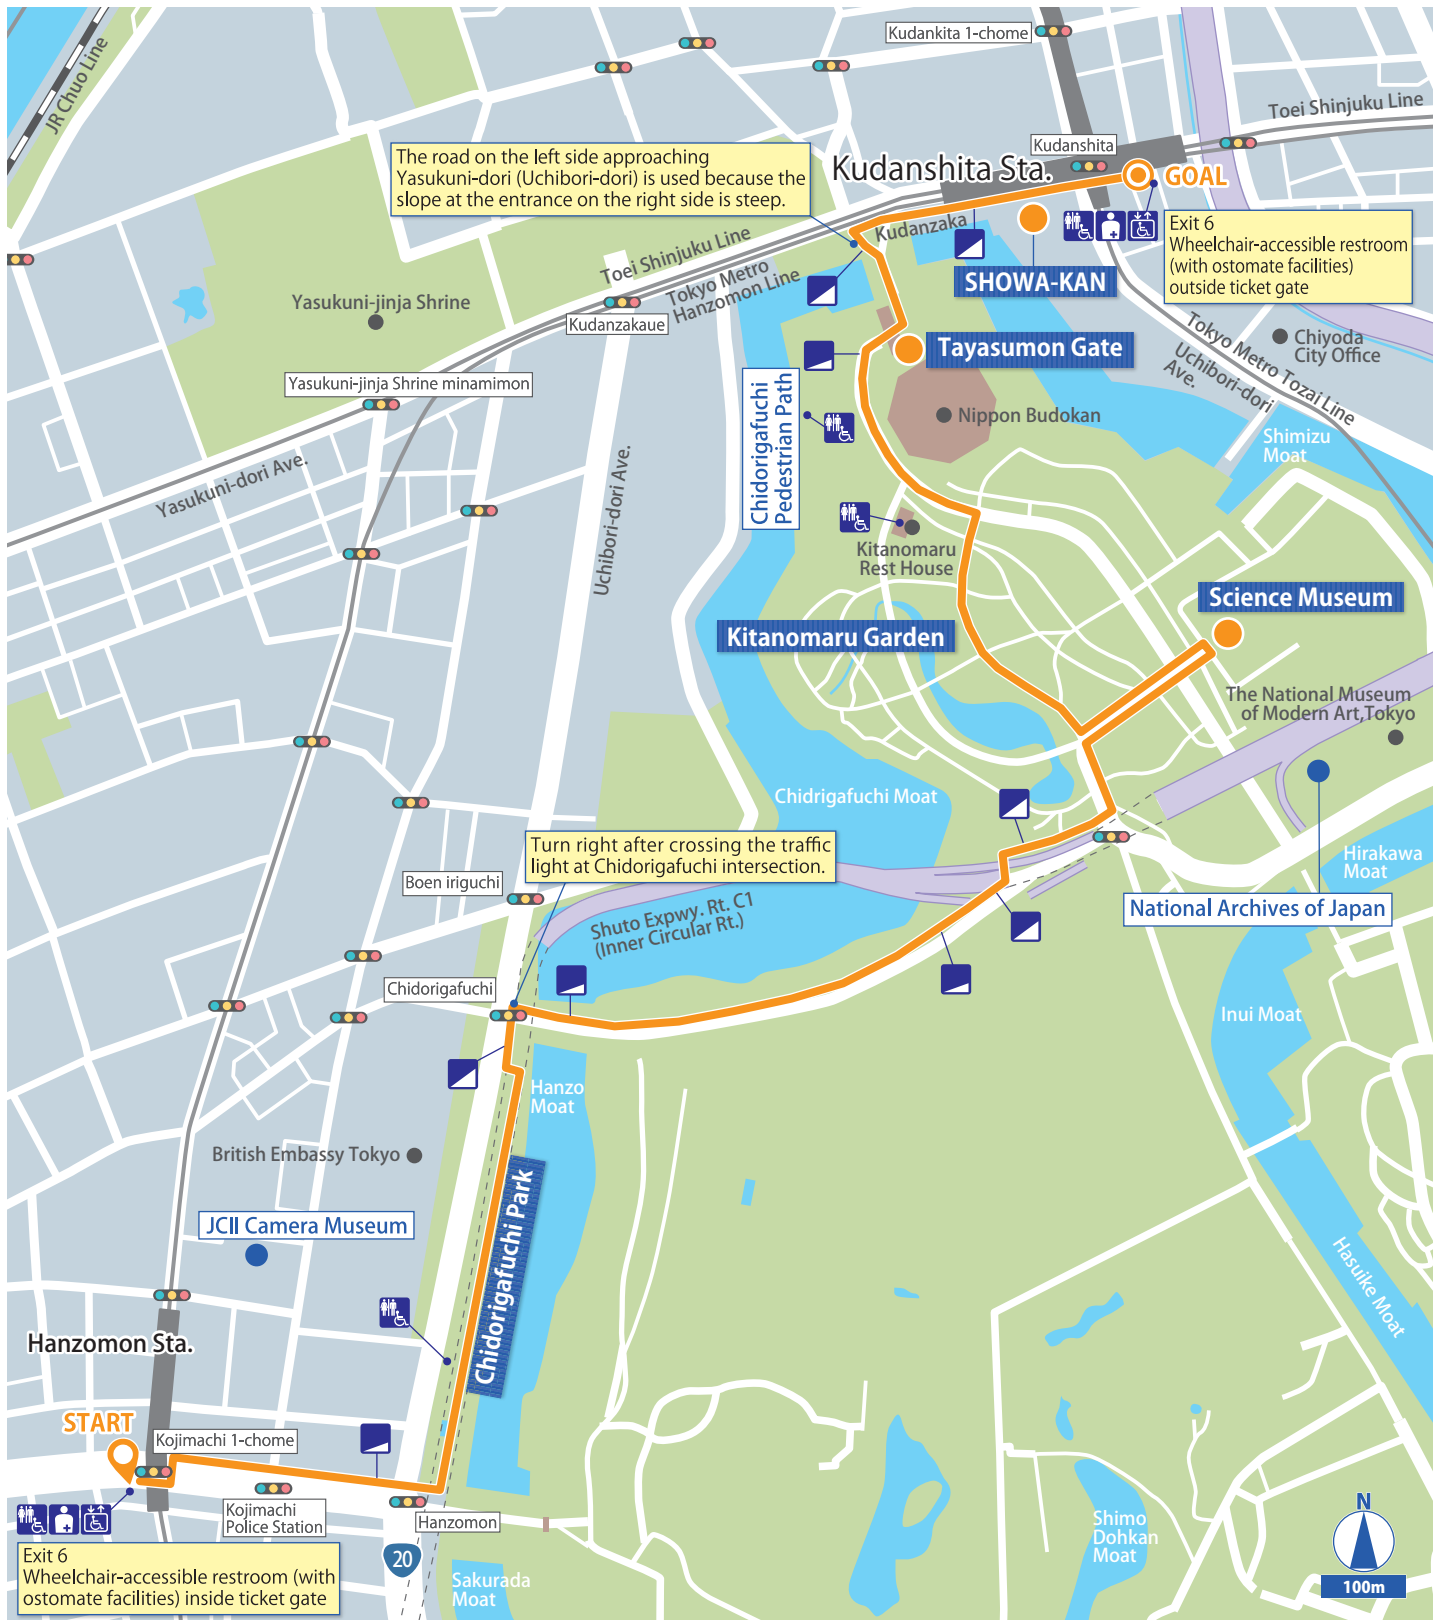 Kudankita 1-chome
JR Chuo Line
Toei Shinjuku Line
Kudanshita
The road on the left side approaching
Yasukuni-dori (Uchibori-dori) is used because the
slope at the entrance on the right side is steep.
Kudanshita Sta.
GOAL
Kudanzaka
Exit 6
Wheelchair-accessible restroom
(with ostomate facilities)
outside ticket gate
SHOWA-KAN
Toei Shinjuku Line
Tokyo Metro
Hanzomon Line
Yasukuni-jinja Shrine
Kudanzakaue
Tayasumon Gate
Tokyo Metro Tozai Line
Uchibori-dori
Ave.
Chiyoda
City Office
Yasukuni-jinja Shrine minamimon
Chidorigafuchi
Pedestrian Path
Nippon Budokan
Shimizu
Moat
Yasukuni-dori Ave.
Uchibori-dori Ave.
Kitanomaru
Rest House
Science Museum
Kitanomaru Garden
The National Museum
of Modern Art,Tokyo
Chidrigafuchi Moat
Turn right after crossing the traffic
light at Chidorigafuchi intersection.
Hirakawa
Moat
Boen iriguchi
National Archives of Japan
Shuto Expwy. Rt. C1
(Inner Circular Rt.)
Chidorigafuchi
Inui Moat
Hanzo
Moat
British Embassy Tokyo
Chidorigafuchi Park
JCII Camera Museum
Hasuike Moat
Hanzomon Sta.
START
Kojimachi 1-chome
Kojimachi
Police Station
Hanzomon
20
Shimo
Dohkan
Moat
N
100m
Exit 6
Wheelchair-accessible restroom (with
ostomate facilities) inside ticket gate
Sakurada
Moat